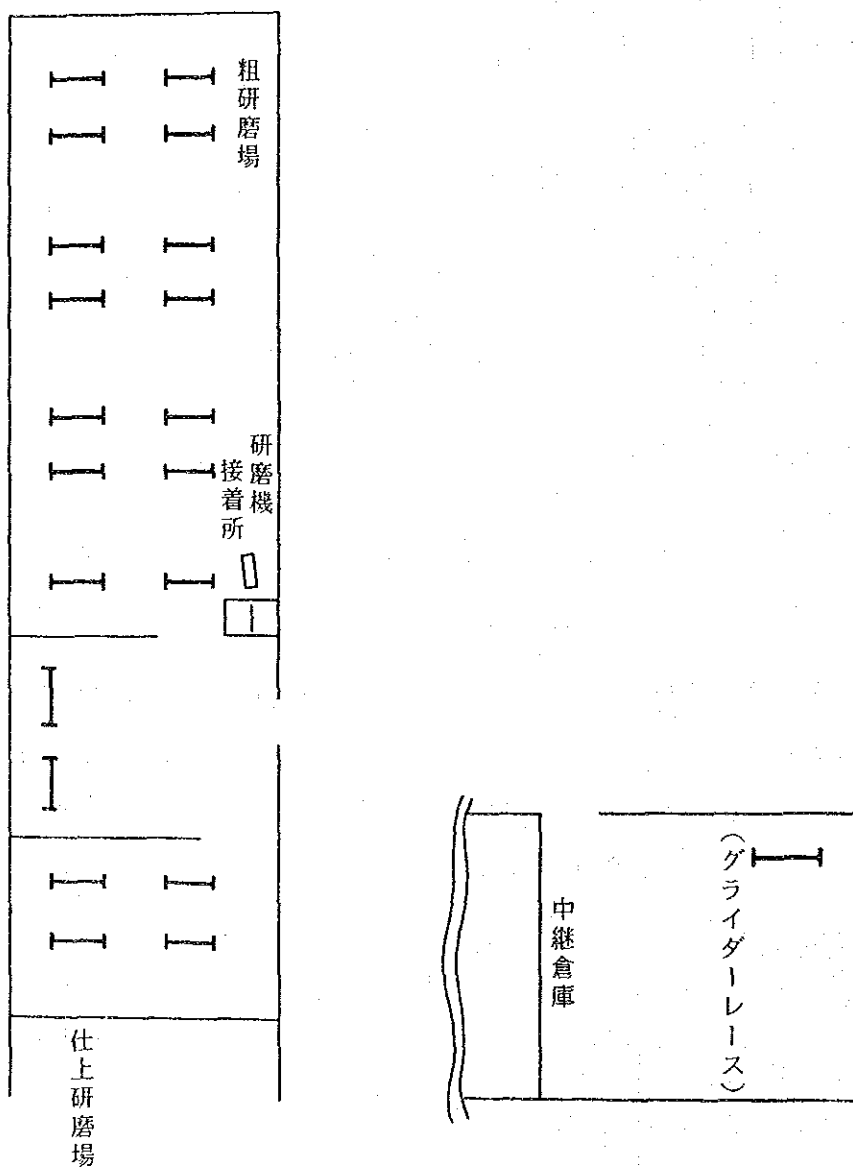 粗研磨場
研磨機
接着所
(グライダーレース)
中継倉庫
仕上研磨場